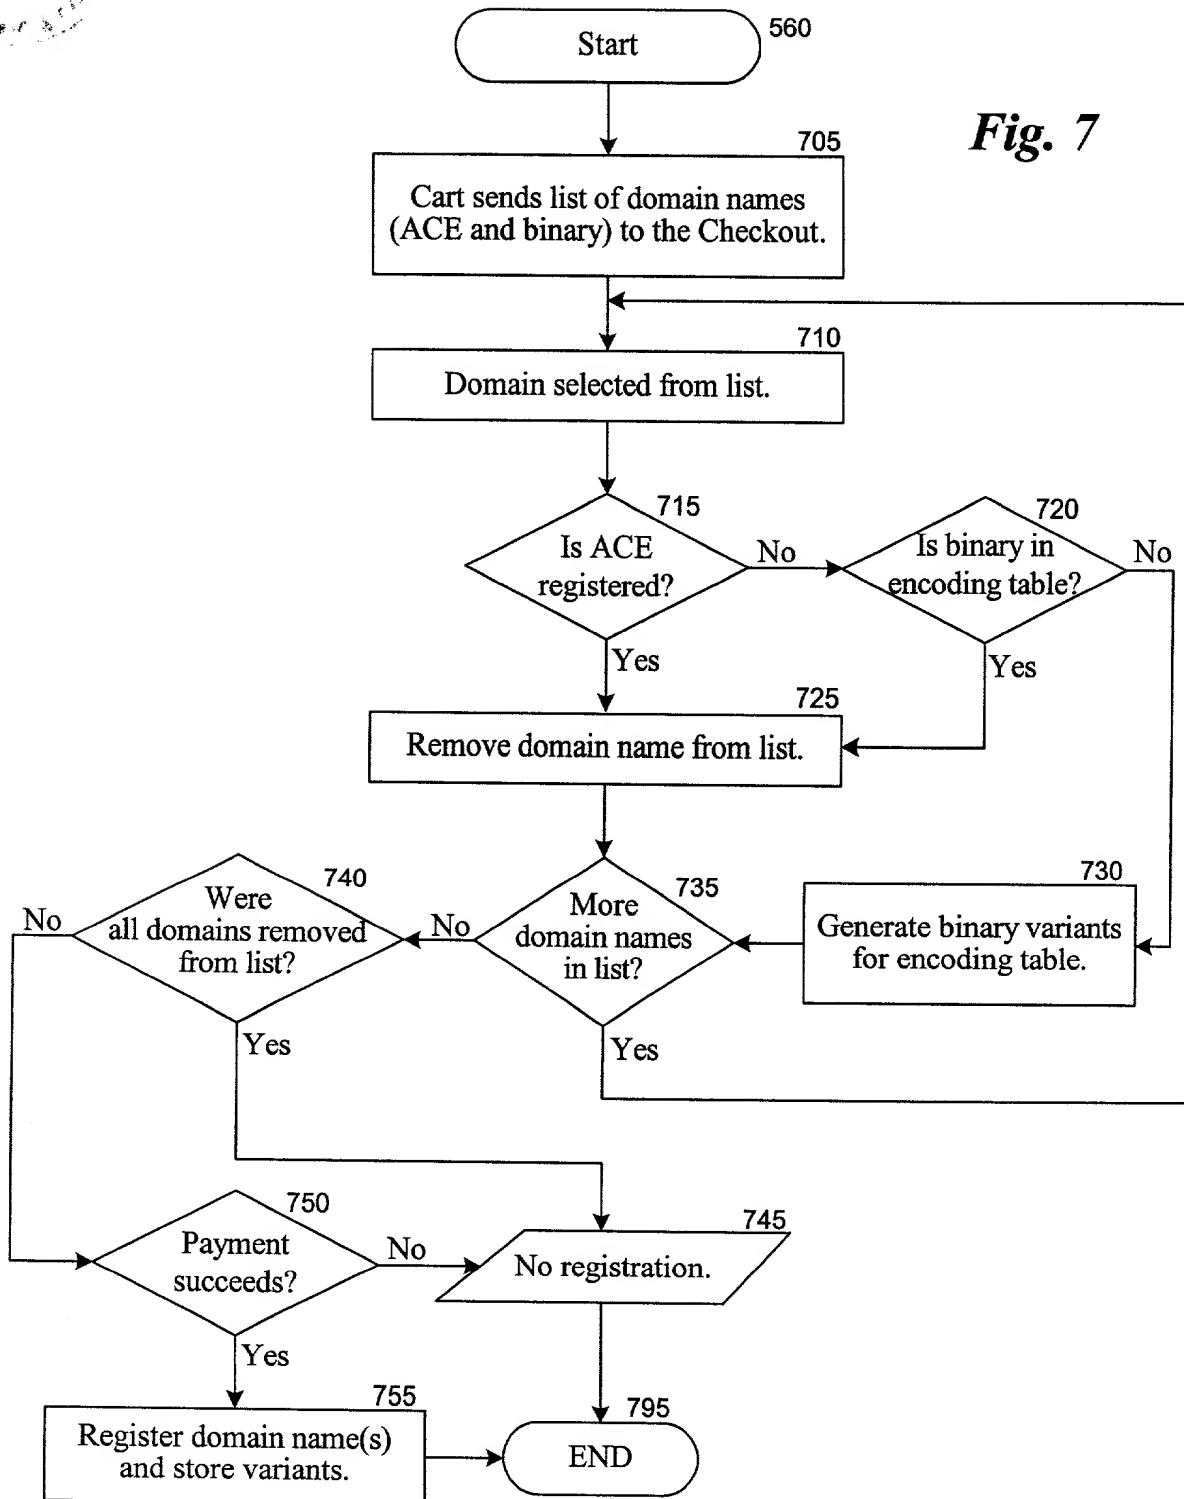 Start
560
Fig. 7
705
Cart sends list of domain names
(ACE and binary) to the Checkout.
710
Domain selected from list.
715
Is ACE
registered?
No
720
Is binary in
encoding table?
No
Yes
Yes
725
Remove domain name from list.
740
Were
all domains removed
from list?
No
735
More
domain names
in list?
No
730
Generate binary variants
for encoding table.
Yes
Yes
750
Payment
succeeds?
No
745
No registration.
Yes
755
Register domain name(s)
and store variants.
795
END